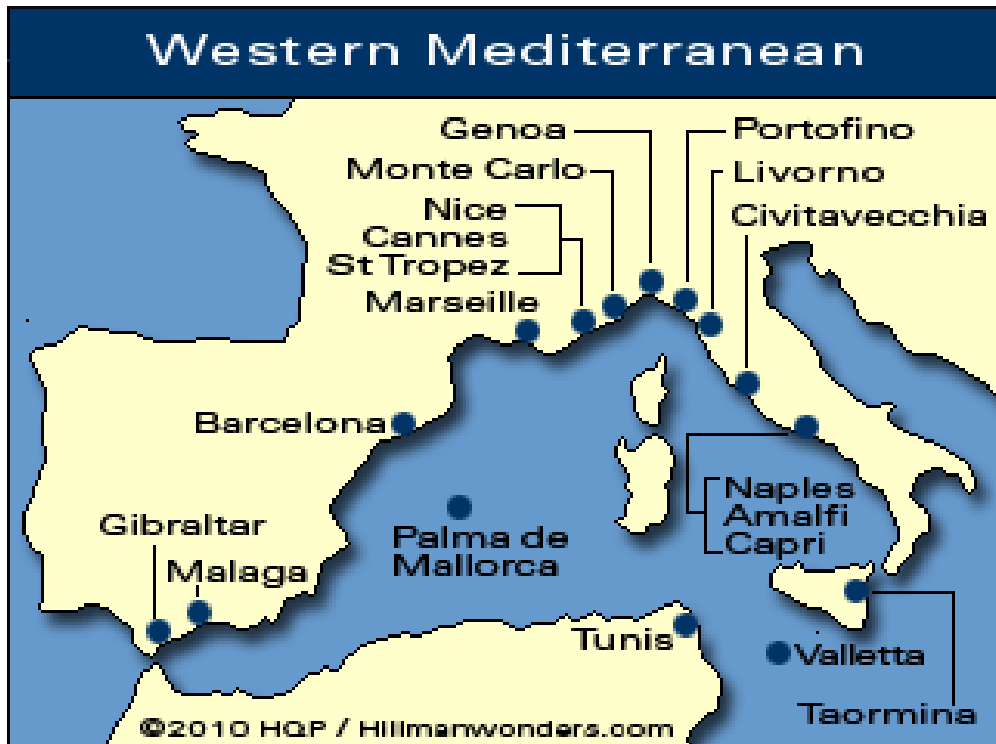 Western Mediterranean
Genoa
Portofino
Monte Carlo
Livorno
Nice
Civitavecchia
Cannes
St Tropez
Marseille
Barcelona
Naples
Amalfi
Capri
Gibraltar
Palma de
Mallorca
Malaga
Tunis
Valletta
Taormina
©2010 HQP / Hillmanwonders.com